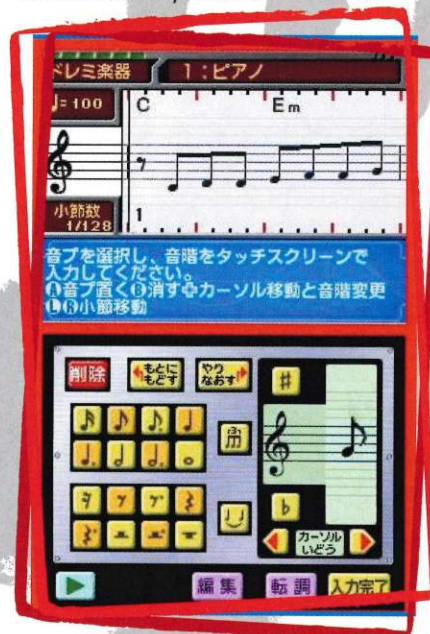 ドレミ楽器 1:ピアノ
♩=100 C Em
小節数
1/128 1
音プを選択し、音階をタッチスクリーンで
入力してください。
Ⓐ音プ置くⒷ消す✚カーソル移動と音階変更
ⓁⓇ小節移動
削除 もとにもどす やりなおす ♯
♭
カーソル
いどう
編集 転調 入力完了